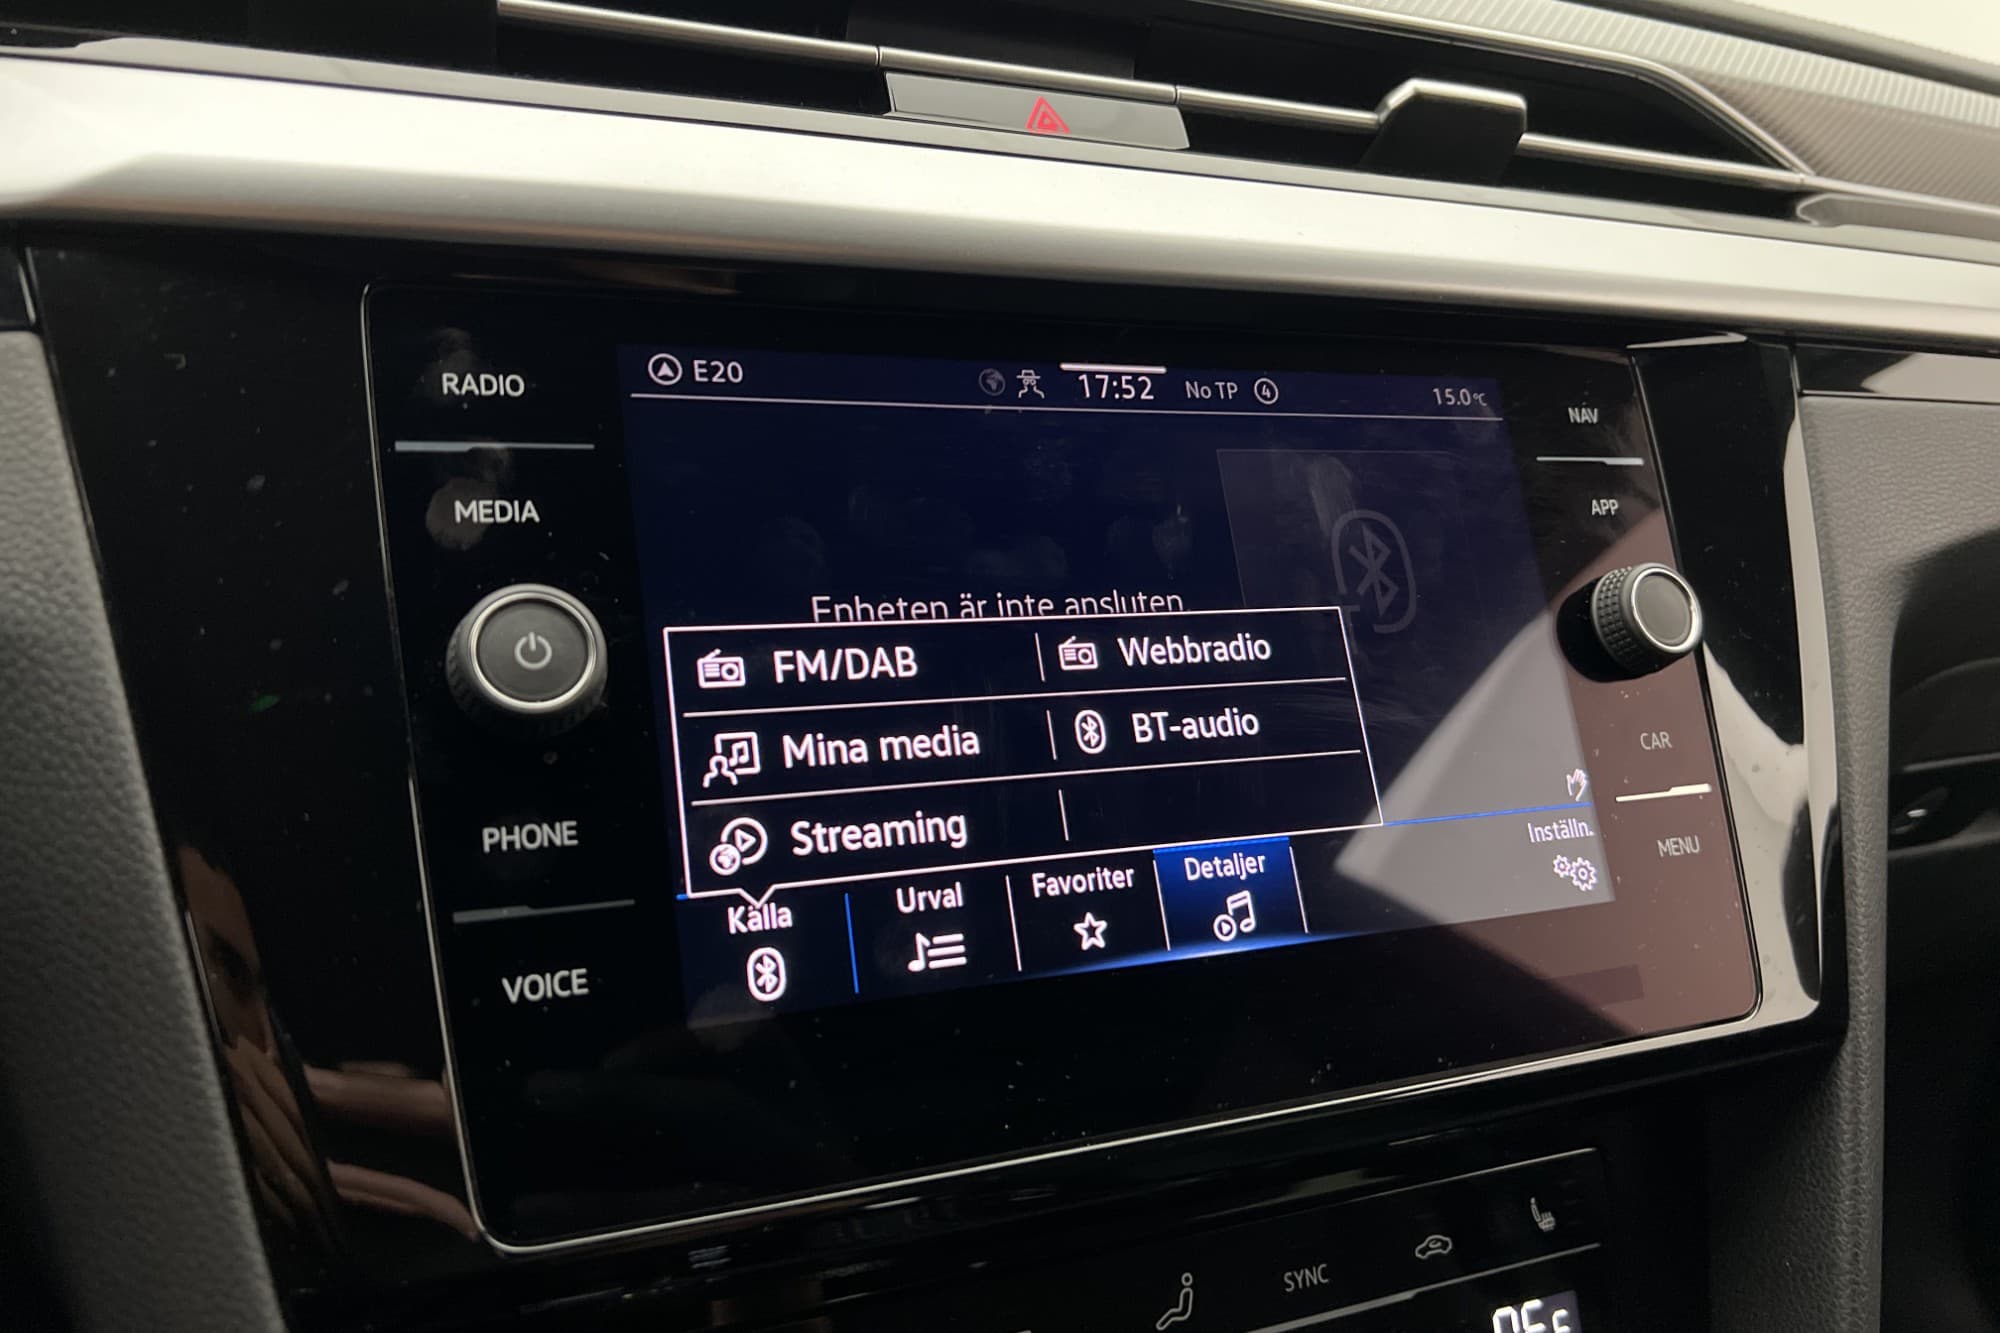 RADIO
MEDIA
PHONE
VOICE
E20
17:52
No TP
4
15.0°C
Enheten är inte ansluten.
FM/DAB
Webbradio
Mina media
BT-audio
Streaming
Källa
Urval
Favoriter
Detaljer
Inställn.
NAV
APP
CAR
MENU
SYNC